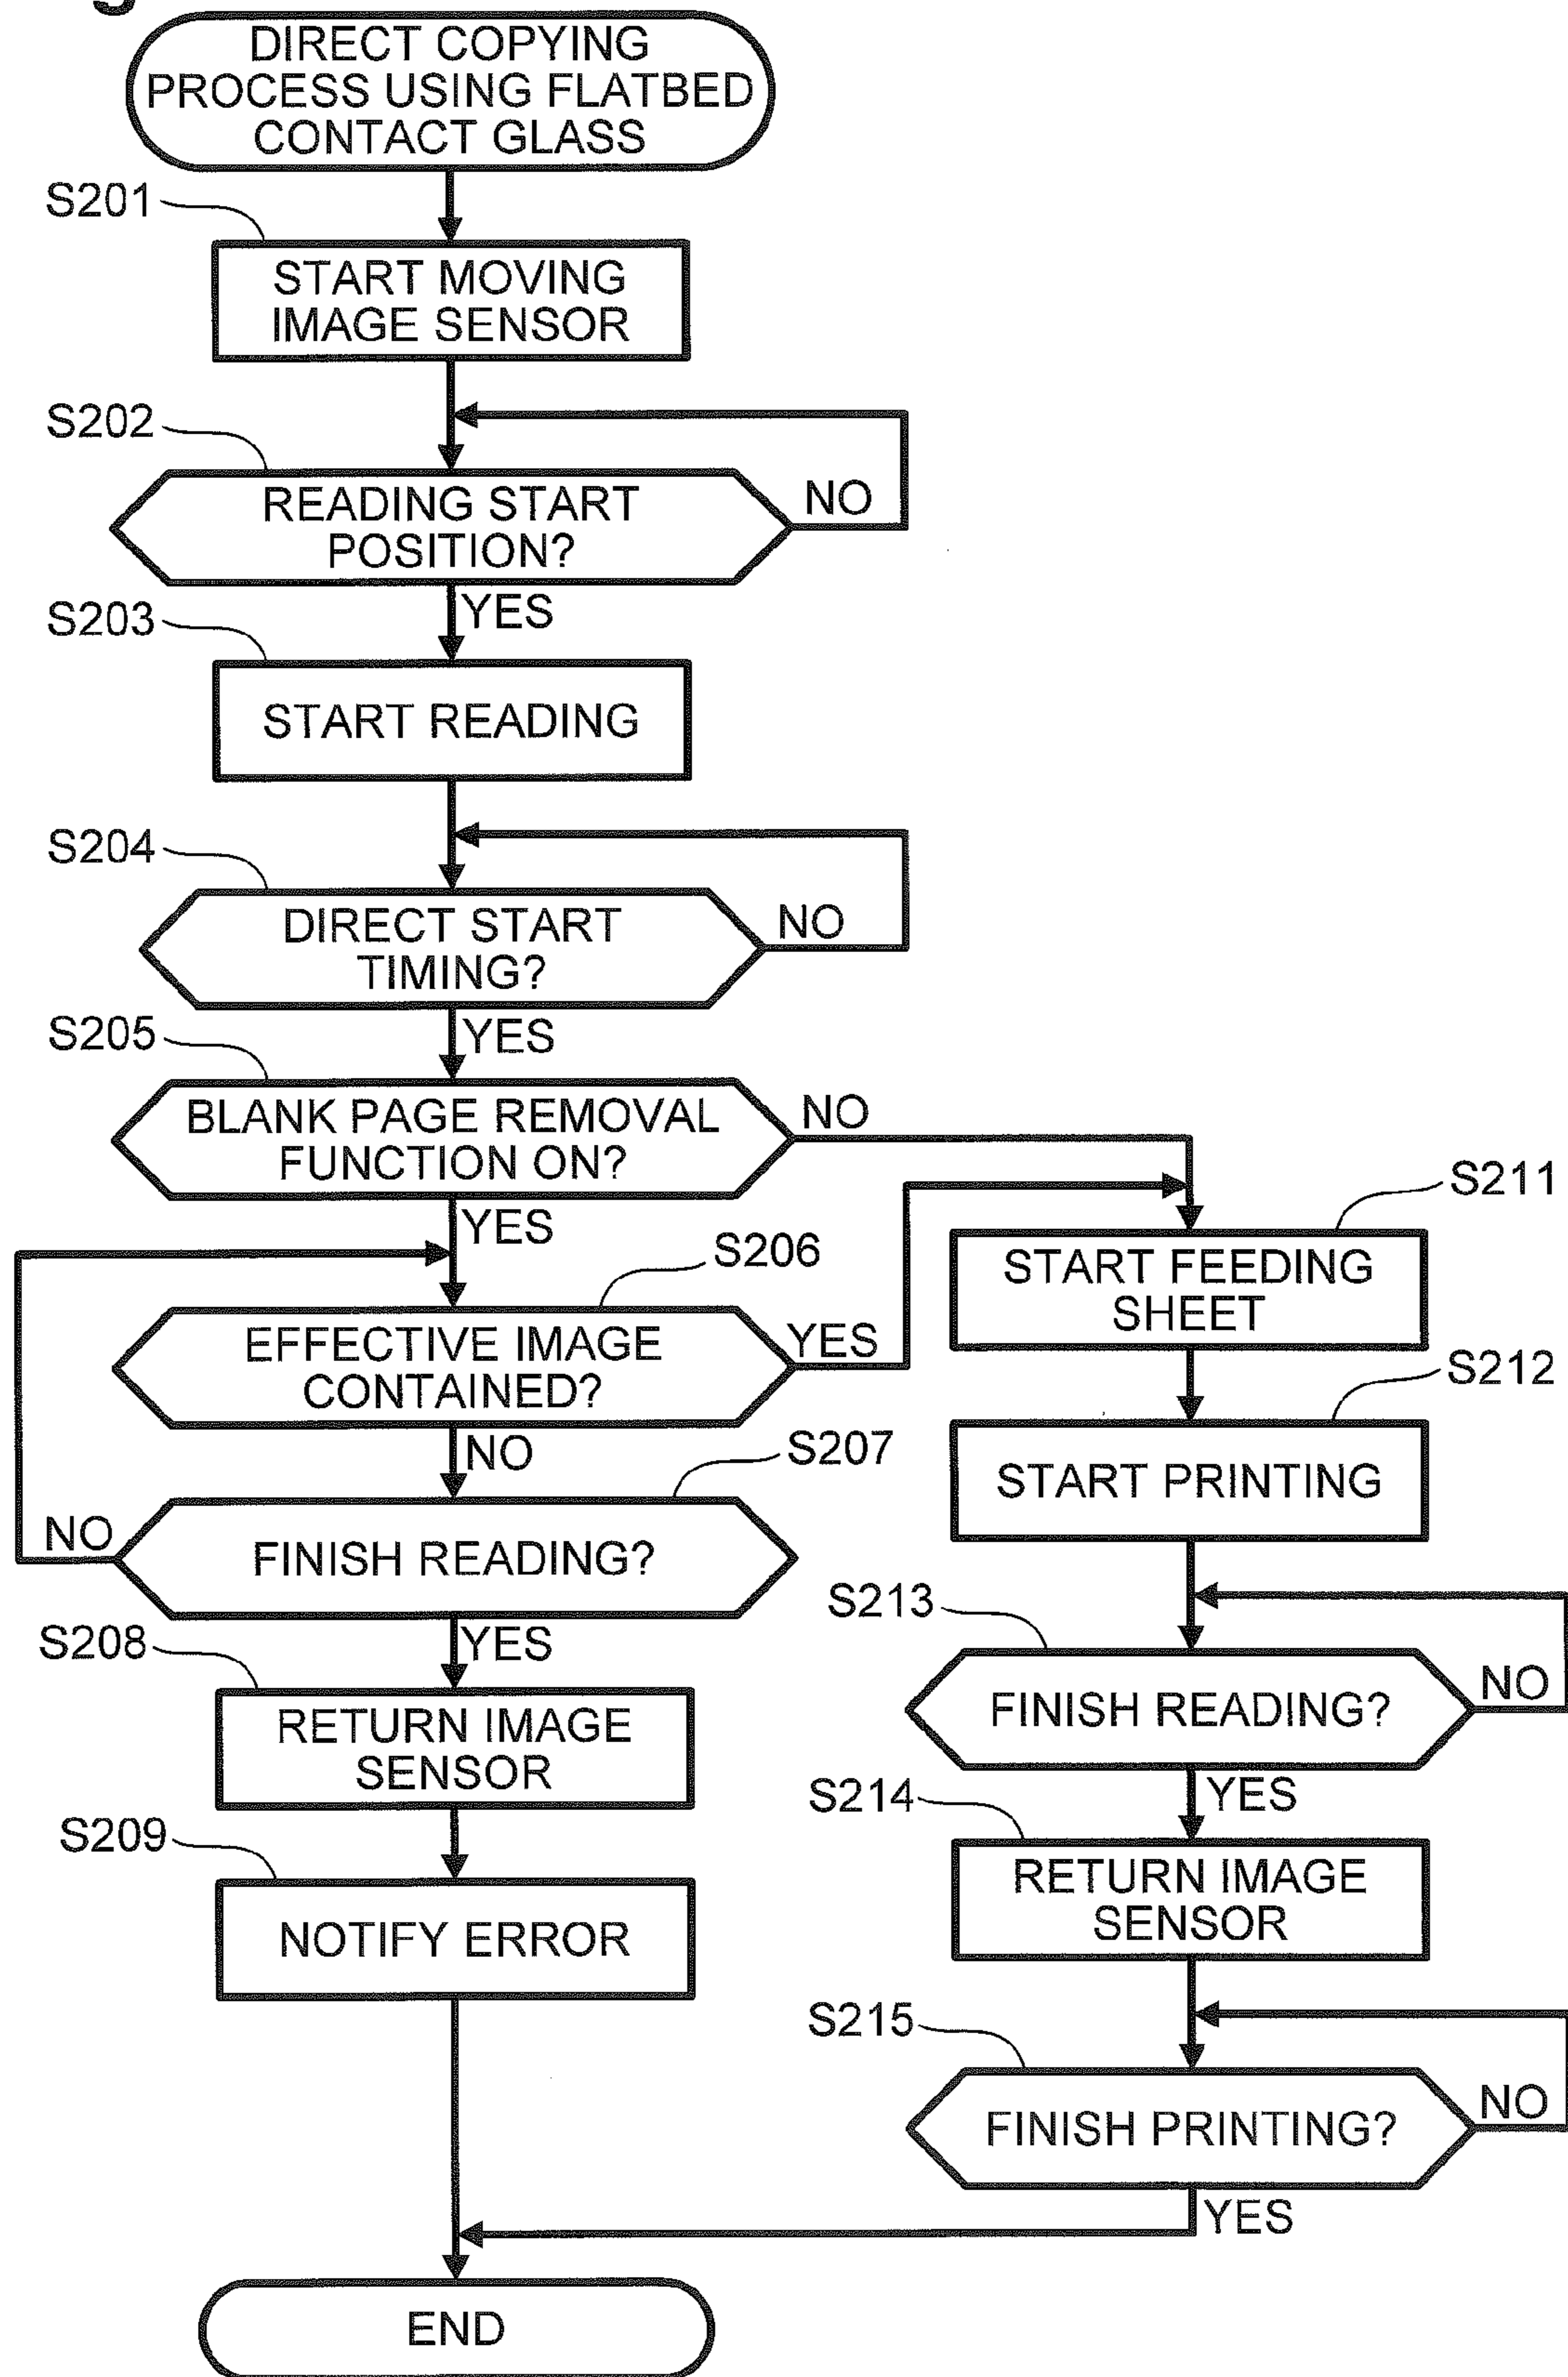 DIRECT COPYING
PROCESS USING FLATBED
CONTACT GLASS
S201
START MOVING
IMAGE SENSOR
S202
READING START
POSITION?
NO
YES
S203
START READING
S204
DIRECT START
TIMING?
NO
YES
S205
BLANK PAGE REMOVAL
FUNCTION ON?
NO
YES
S206
EFFECTIVE IMAGE
CONTAINED?
YES
NO
S207
FINISH READING?
NO
YES
S208
RETURN IMAGE
SENSOR
S209
NOTIFY ERROR
S211
START FEEDING
SHEET
S212
START PRINTING
S213
FINISH READING?
NO
YES
S214
RETURN IMAGE
SENSOR
S215
FINISH PRINTING?
NO
YES
END